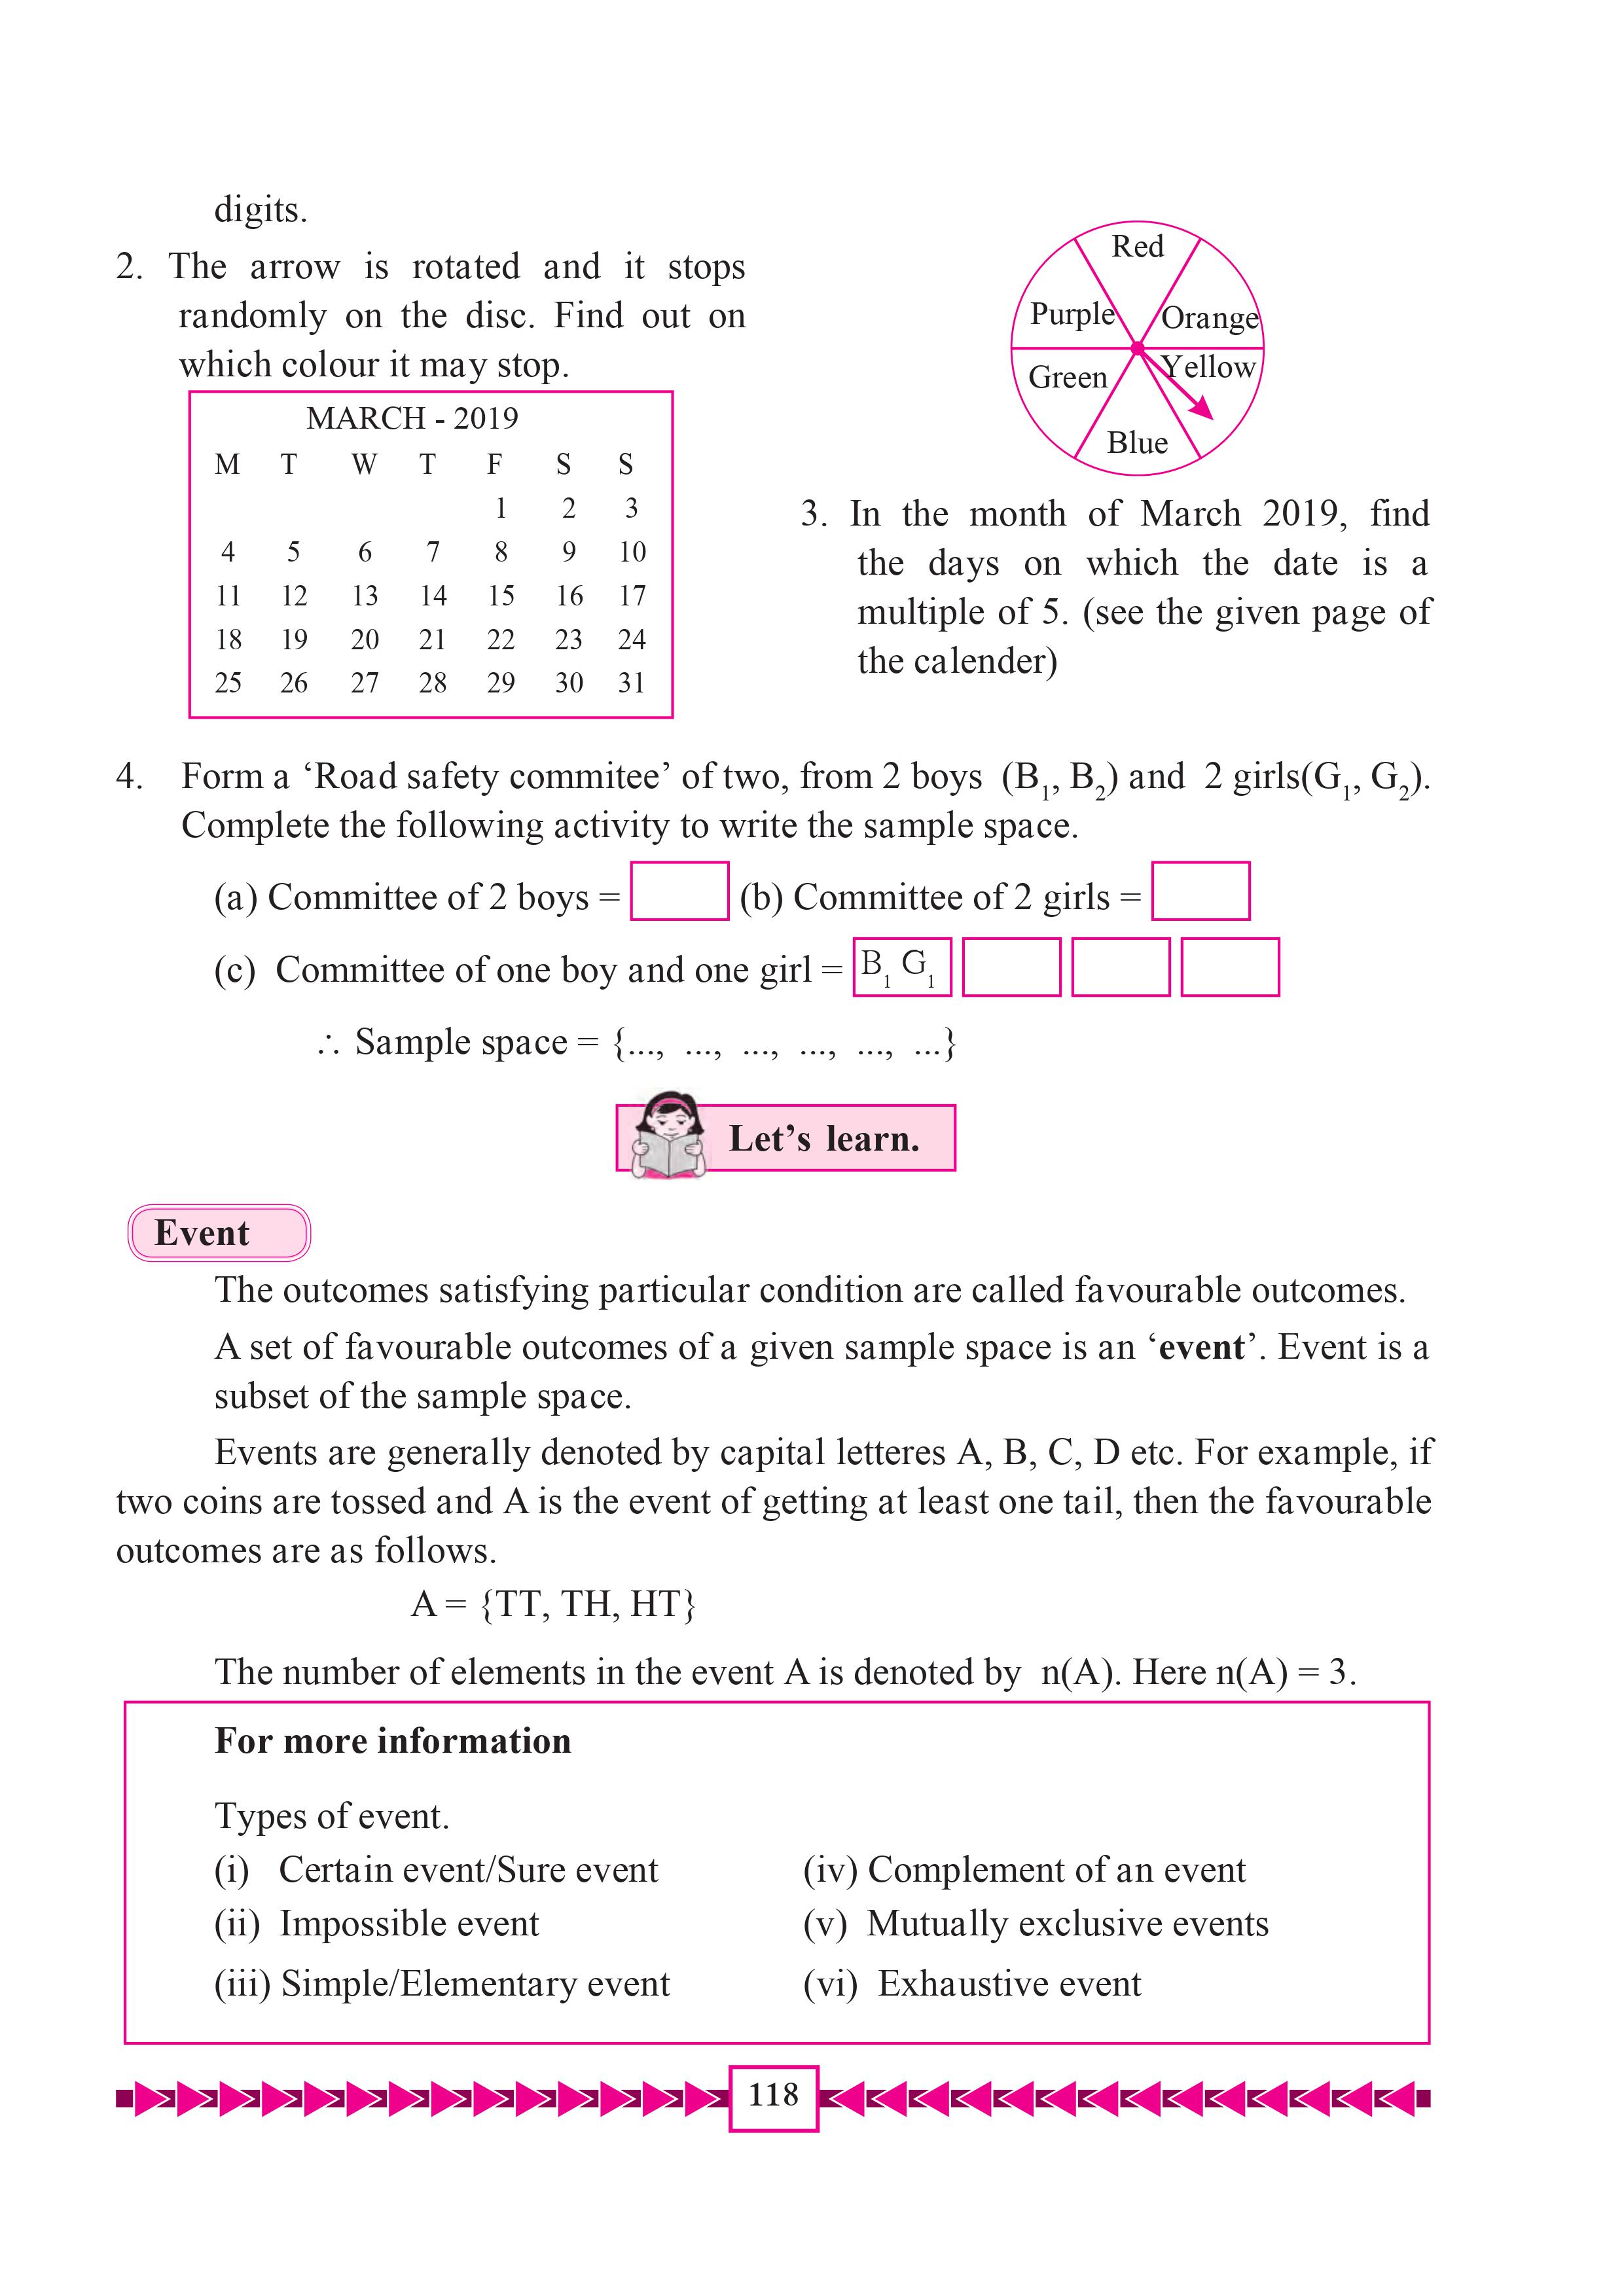 digits.
2. The arrow is rotated and it stops
randomly on the disc. Find out on
which colour it may stop.
Red
Purple
Orange
Green
Yellow
Blue
MARCH - 2019
M T W T F S S
1 2 3
4 5 6 7 8 9 10
11 12 13 14 15 16 17
18 19 20 21 22 23 24
25 26 27 28 29 30 31
3. In the month of March 2019, find
the days on which the date is a
multiple of 5. (see the given page of
the calender)
4. Form a ‘Road safety commitee’ of two, from 2 boys (B₁, B₂) and 2 girls(G₁, G₂).
Complete the following activity to write the sample space.
(a) Committee of 2 boys = (b) Committee of 2 girls =
(c) Committee of one boy and one girl = B₁ G₁
∴ Sample space = {..., ..., ..., ..., ..., ...}
Let’s learn.
Event
The outcomes satisfying particular condition are called favourable outcomes.
A set of favourable outcomes of a given sample space is an ‘event’. Event is a
subset of the sample space.
Events are generally denoted by capital letteres A, B, C, D etc. For example, if
two coins are tossed and A is the event of getting at least one tail, then the favourable
outcomes are as follows.
A = {TT, TH, HT}
The number of elements in the event A is denoted by n(A). Here n(A) = 3.
For more information
Types of event.
(i) Certain event/Sure event (iv) Complement of an event
(ii) Impossible event (v) Mutually exclusive events
(iii) Simple/Elementary event (vi) Exhaustive event
118